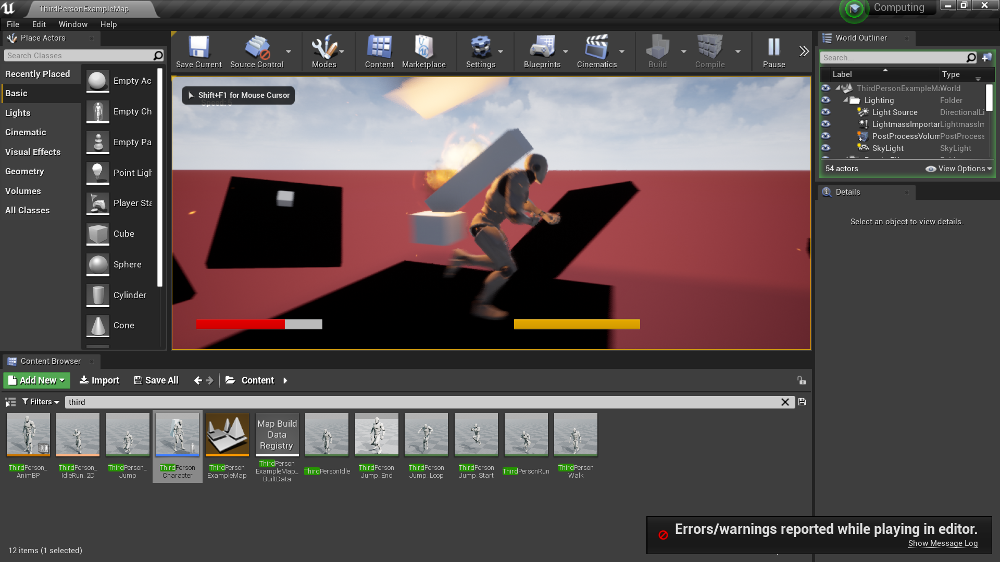 ThirdPersonExampleMap
Computing
File Edit Window Help
Place Actors
Search Classes
Recently Placed
Basic
Lights
Cinematic
Visual Effects
Geometry
Volumes
All Classes
Empty Ac
Empty Ch
Empty Pa
Point Ligh
Player Sta
Cube
Sphere
Cylinder
Cone
Save Current Source Control Modes Content Marketplace Settings Blueprints Cinematics Build Compile Pause
Shift+F1 for Mouse Cursor
Speed: 5
World Outliner
Search...
Label Type
ThirdPersonExampleMa World
Lighting Folder
Light Source DirectionalLi
LightmassImportar LightmassIm
PostProcessVolum PostProcess
SkyLight SkyLight
54 actors View Options
Details
Select an object to view details.
Content Browser
Add New Import Save All Content
Filters third
Map Build
Data
Registry
ThirdPerson_
AnimBP
ThirdPerson_
IdleRun_2D
ThirdPerson_
Jump
ThirdPerson
Character
ThirdPerson
ExampleMap
ThirdPerson
ExampleMap_
BuiltData
ThirdPersonIdle
ThirdPerson
Jump_End
ThirdPerson
Jump_Loop
ThirdPerson
Jump_Start
ThirdPersonRun
ThirdPerson
Walk
12 items (1 selected)
Errors/warnings reported while playing in editor.
Show Message Log